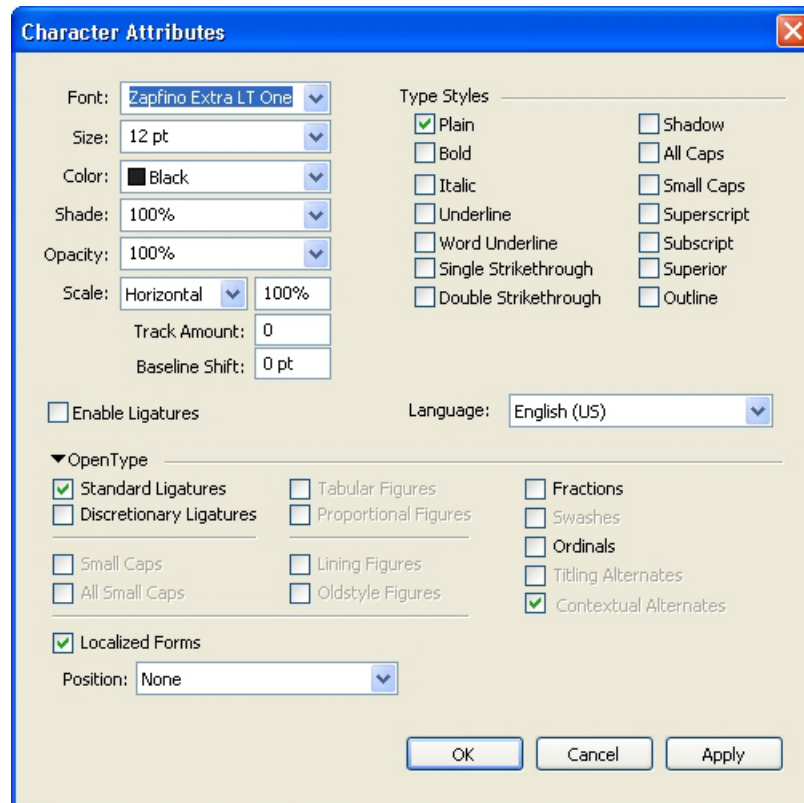 Character Attributes
Font: Zapfino Extra LT One
Size: 12 pt
Color: Black
Shade: 100%
Opacity: 100%
Scale: Horizontal 100%
Track Amount: 0
Baseline Shift: 0 pt
Type Styles
Plain
Bold
Italic
Underline
Word Underline
Single Strikethrough
Double Strikethrough
Shadow
All Caps
Small Caps
Superscript
Subscript
Superior
Outline
Enable Ligatures
Language: English (US)
OpenType
Standard Ligatures
Discretionary Ligatures
Small Caps
All Small Caps
Tabular Figures
Proportional Figures
Lining Figures
Oldstyle Figures
Fractions
Swashes
Ordinals
Titling Alternates
Contextual Alternates
Localized Forms
Position: None
OK Cancel Apply